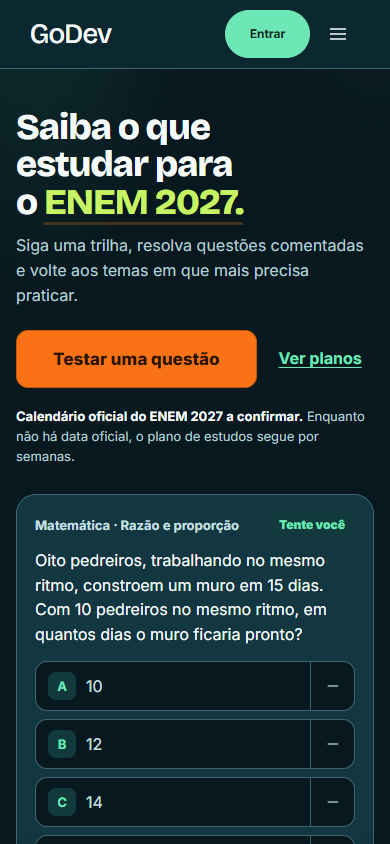 GoDev
Entrar
Saiba o que
estudar para
o ENEM 2027.
Siga uma trilha, resolva questões comentadas
e volte aos temas em que mais precisa
praticar.
Testar uma questão
Ver planos
Calendário oficial do ENEM 2027 a confirmar. Enquanto
não há data oficial, o plano de estudos segue por
semanas.
Matemática · Razão e proporção
Tente você
Oito pedreiros, trabalhando no mesmo
ritmo, constroem um muro em 15 dias.
Com 10 pedreiros no mesmo ritmo, em
quantos dias o muro ficaria pronto?
A 10
B 12
C 14